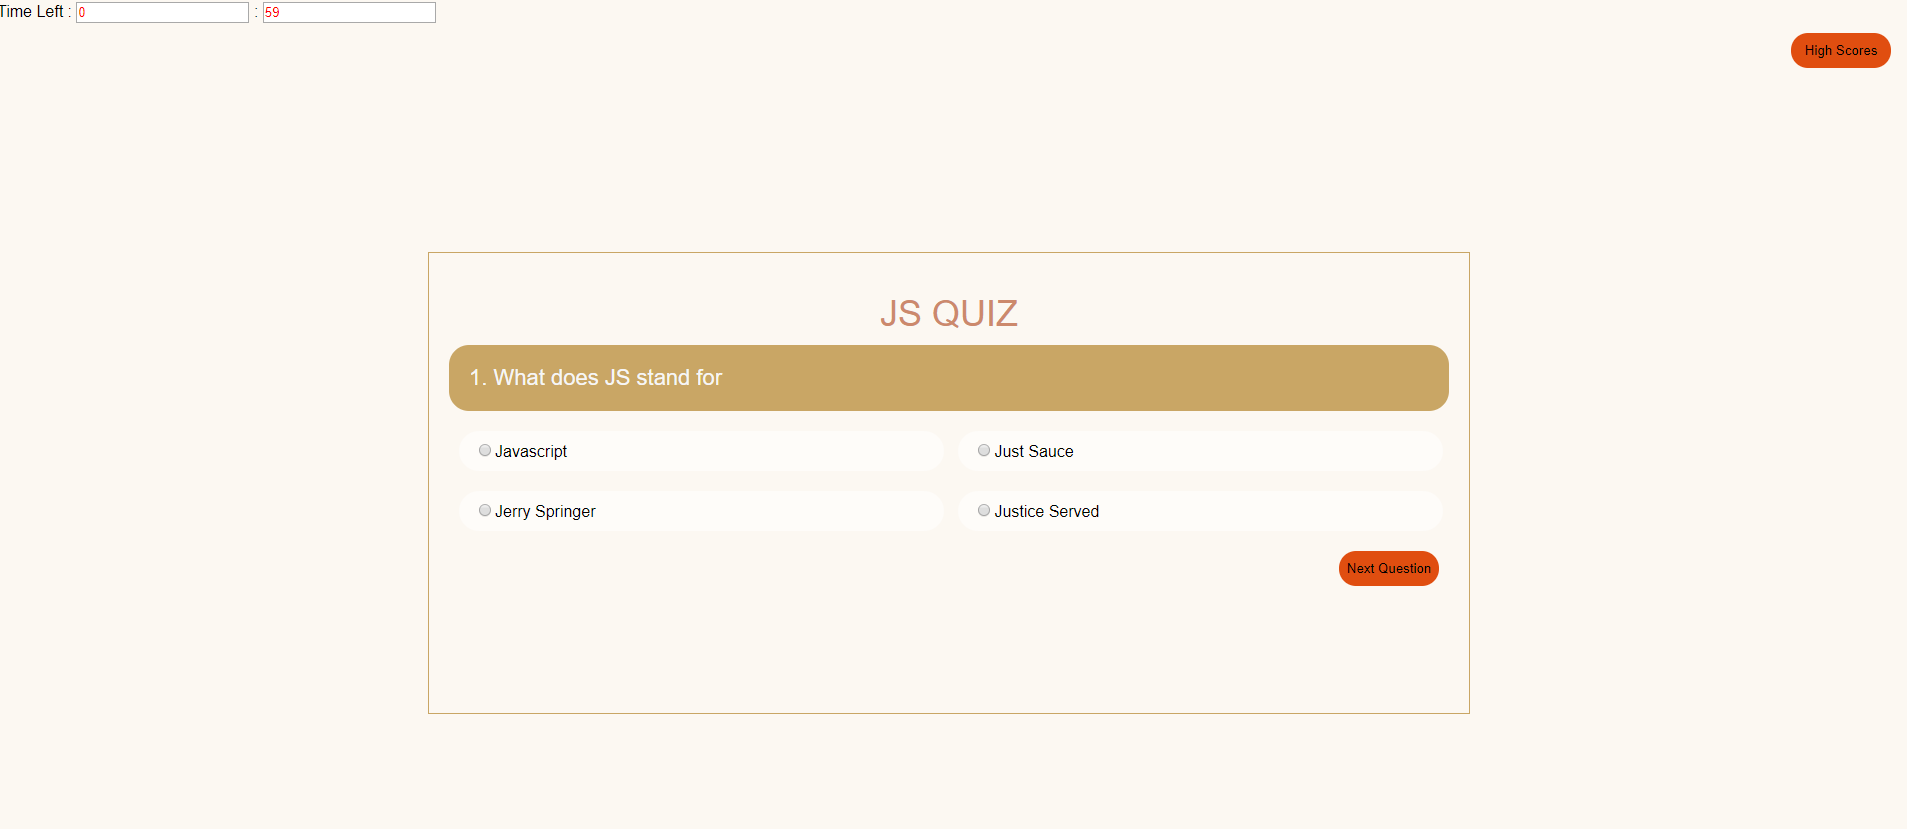 Time Left : 0 : 59
High Scores
JS QUIZ
1. What does JS stand for
Javascript
Just Sauce
Jerry Springer
Justice Served
Next Question